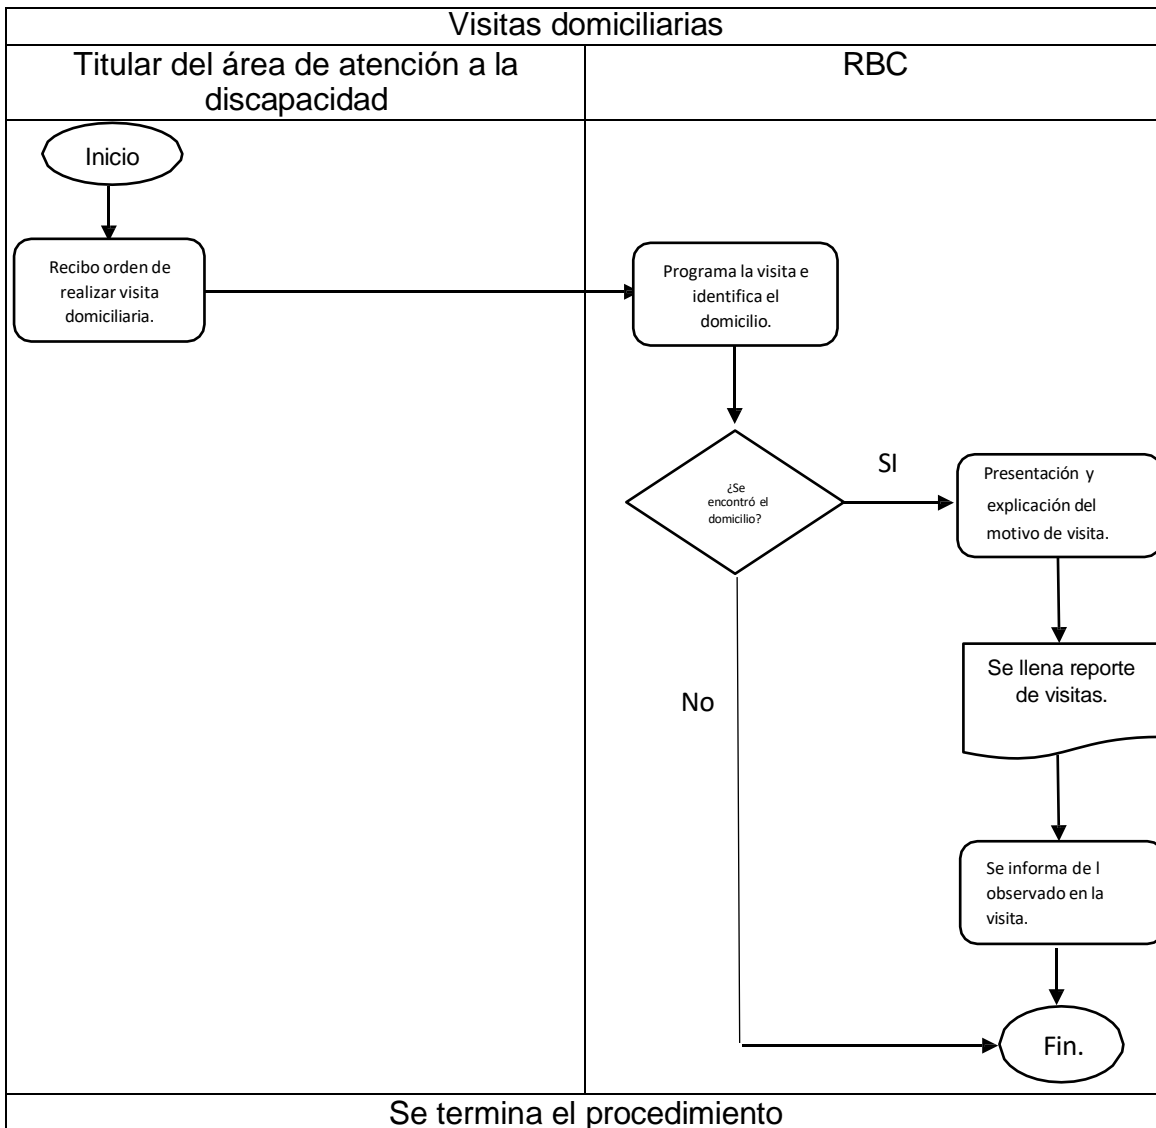 Visitas domiciliarias
Titular del área de atención a la
discapacidad
RBC
Inicio
Recibo orden de
realizar visita
domiciliaria.
Programa la visita e
identifica el
domicilio.
¿Se
encontró el
domicilio?
SI
Presentación y
explicación del
motivo de visita.
No
Se llena reporte
de visitas.
Se informa de l
observado en la
visita.
Fin.
Se termina el procedimiento